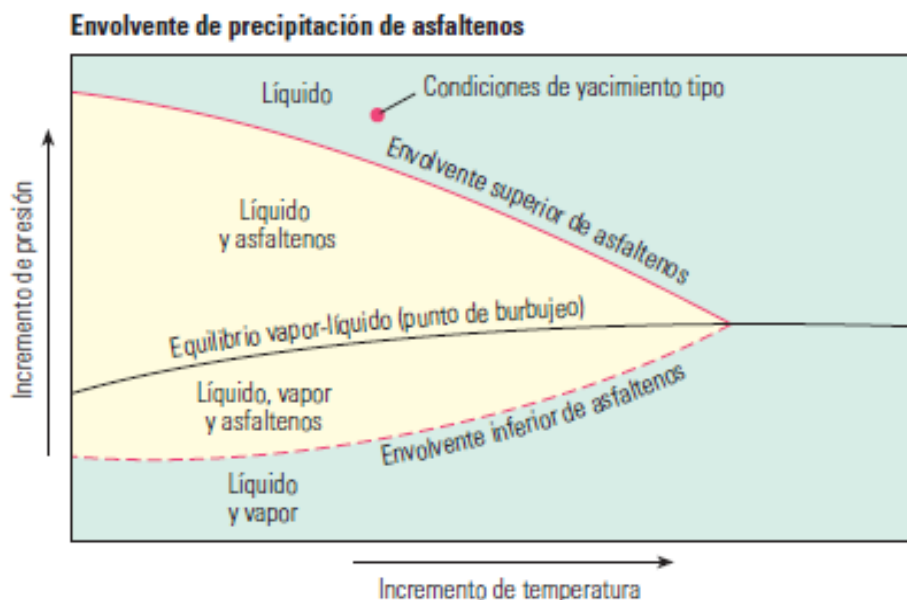 Envolvente de precipitación de asfaltenos
Líquido
Condiciones de yacimiento tipo
Envolvente superior de asfaltenos
Incremento de presión
Líquido
y asfaltenos
Equilibrio vapor-líquido (punto de burbujeo)
Líquido, vapor
y asfaltenos
Envolvente inferior de asfaltenos
Líquido
y vapor
Incremento de temperatura